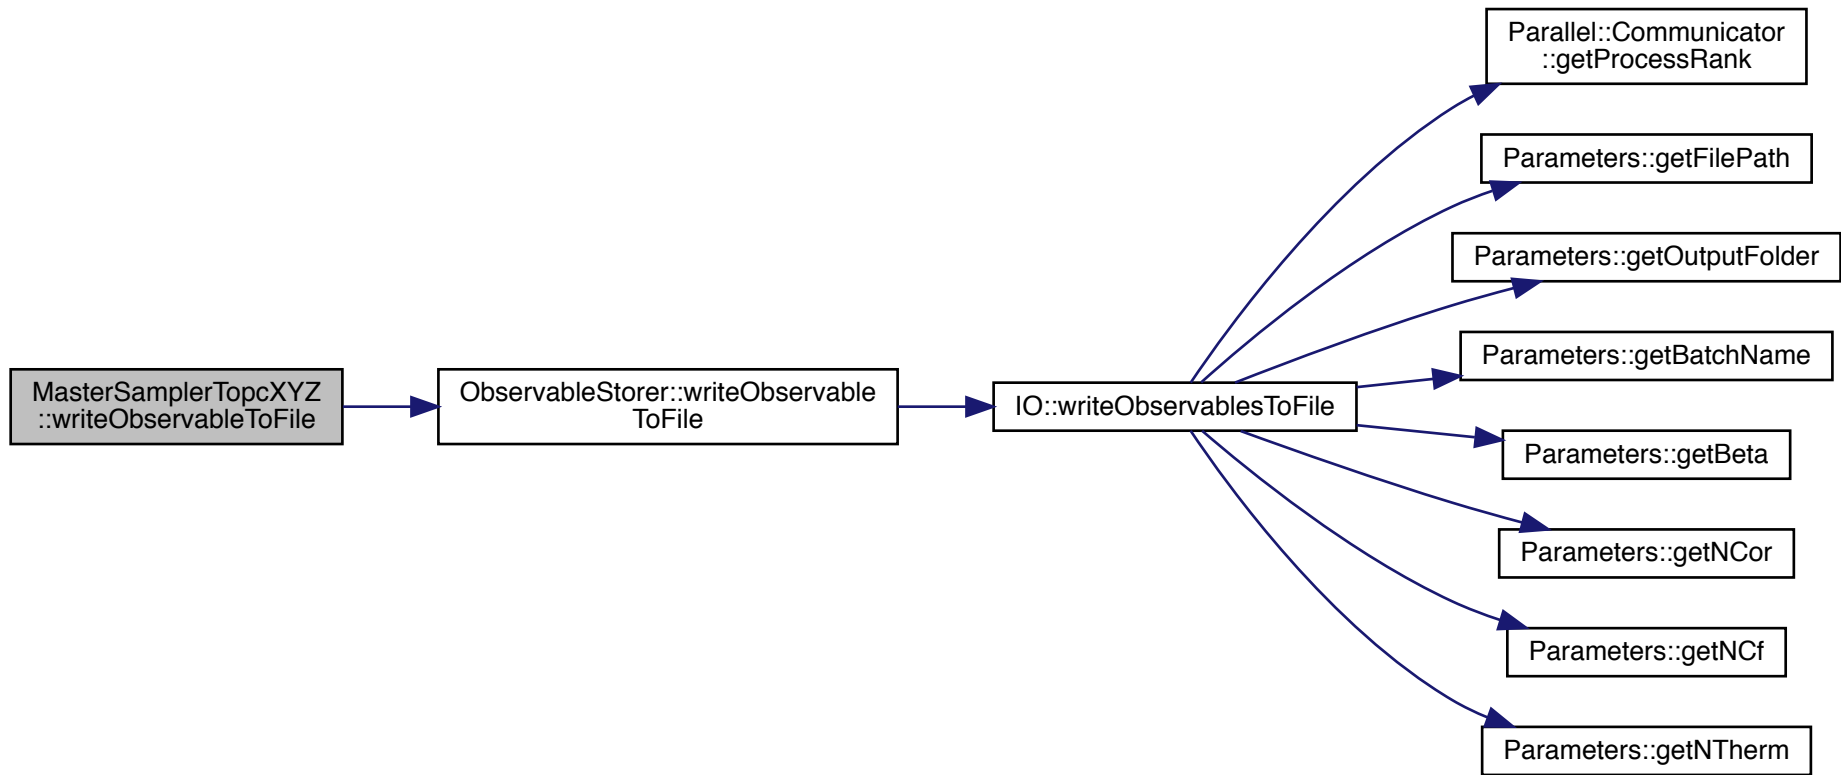 MasterSamplerTopcXYZ
::writeObservableToFile
ObservableStorer::writeObservable
ToFile
IO::writeObservablesToFile
Parallel::Communicator
::getProcessRank
Parameters::getFilePath
Parameters::getOutputFolder
Parameters::getBatchName
Parameters::getBeta
Parameters::getNCor
Parameters::getNCf
Parameters::getNTherm